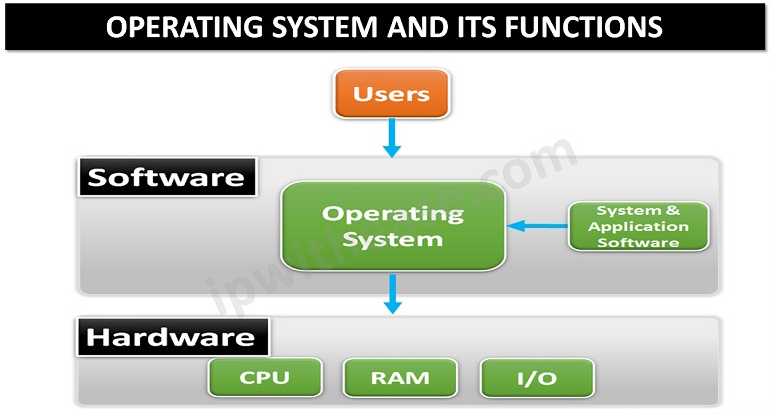 OPERATING SYSTEM AND ITS FUNCTIONS
Users
Software
Operating
System
System &
Application
Software
Hardware
CPU
RAM
I/O